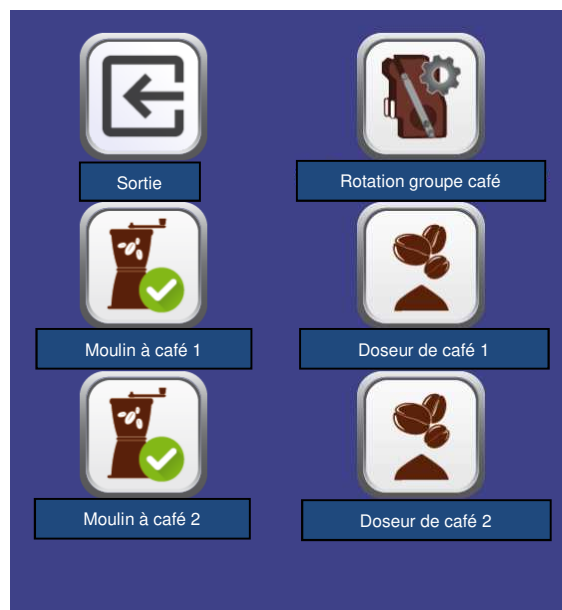 Sortie
Rotation groupe café
Moulin à café 1
Doseur de café 1
Moulin à café 2
Doseur de café 2